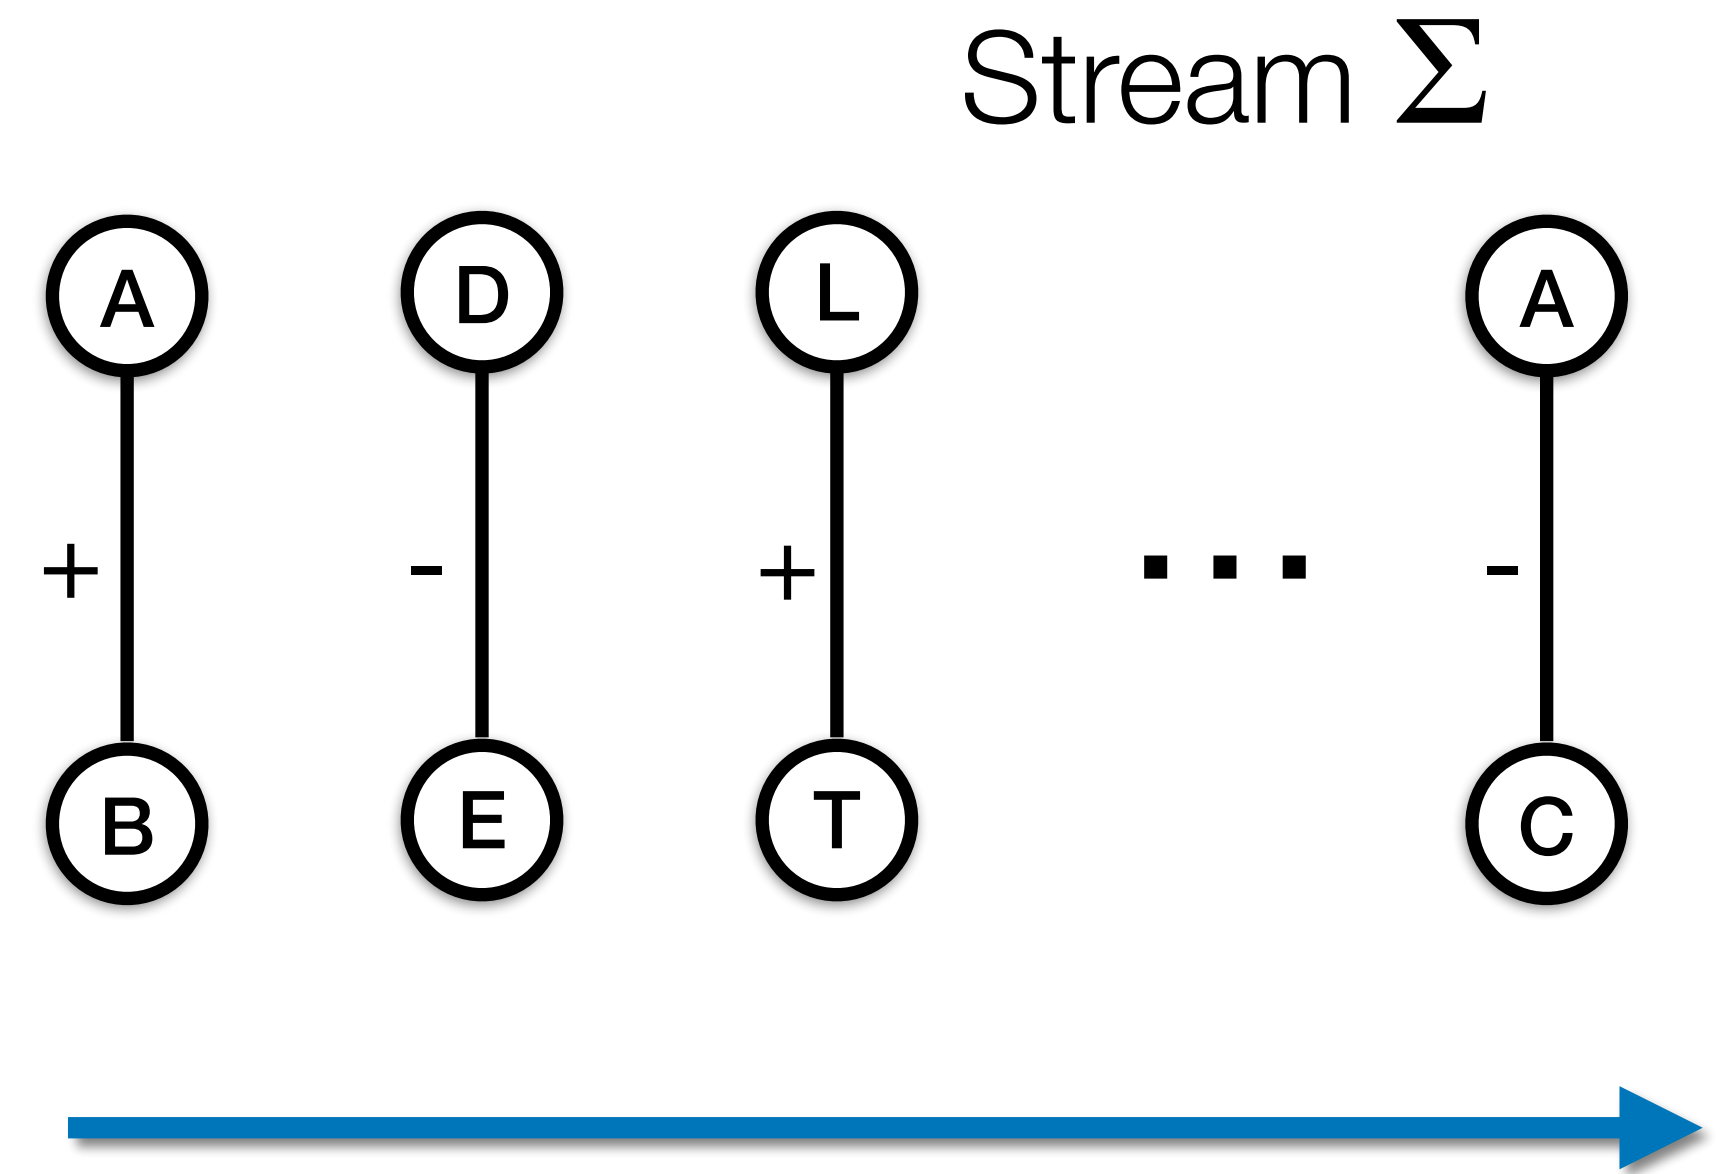 Stream Σ
A D L A
+ - + ... -
B E T C